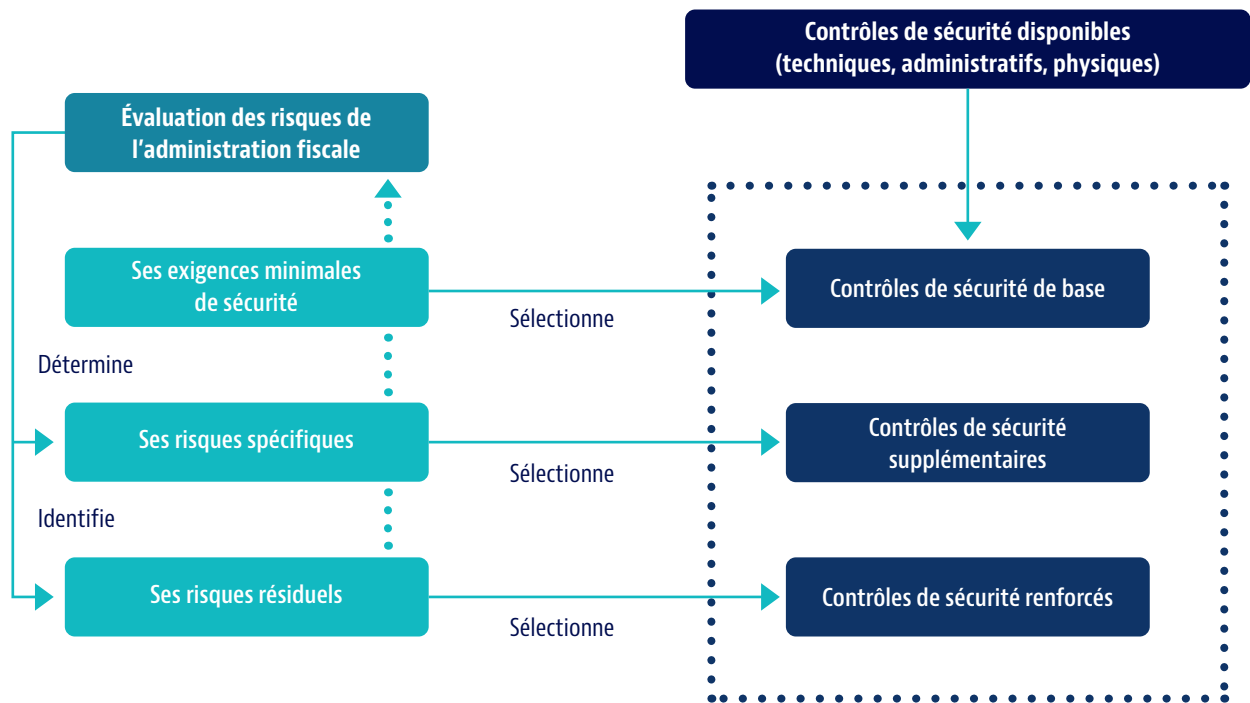 Contrôles de sécurité disponibles
(techniques, administratifs, physiques)
Évaluation des risques de
l’administration fiscale
Ses exigences minimales
de sécurité
Sélectionne
Contrôles de sécurité de base
Détermine
Ses risques spécifiques
Sélectionne
Contrôles de sécurité
supplémentaires
Identifie
Ses risques résiduels
Sélectionne
Contrôles de sécurité renforcés